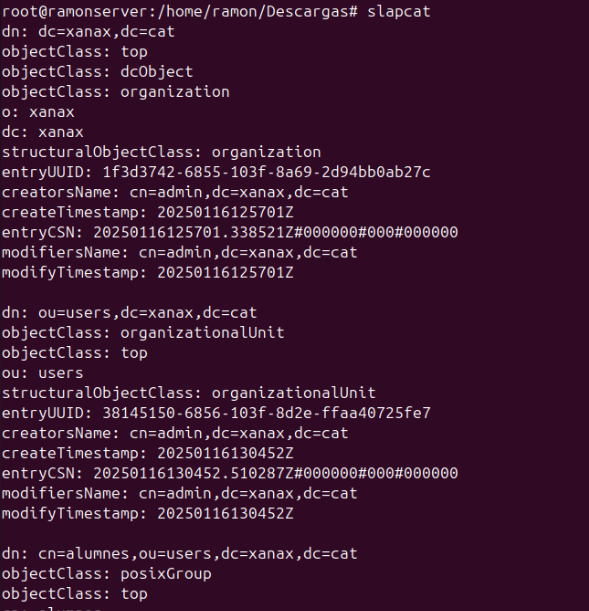 root@ramonserver:/home/ramon/Descargas# slapcat
dn: dc=xanax,dc=cat
objectClass: top
objectClass: dcObject
objectClass: organization
o: xanax
dc: xanax
structuralObjectClass: organization
entryUUID: 1f3d3742-6855-103f-8a69-2d94bb0ab27c
creatorsName: cn=admin,dc=xanax,dc=cat
createTimestamp: 20250116125701Z
entryCSN: 20250116125701.338521Z#000000#000#000000
modifiersName: cn=admin,dc=xanax,dc=cat
modifyTimestamp: 20250116125701Z

dn: ou=users,dc=xanax,dc=cat
objectClass: organizationalUnit
objectClass: top
ou: users
structuralObjectClass: organizationalUnit
entryUUID: 38145150-6856-103f-8d2e-ffaa40725fe7
creatorsName: cn=admin,dc=xanax,dc=cat
createTimestamp: 20250116130452Z
entryCSN: 20250116130452.510287Z#000000#000#000000
modifiersName: cn=admin,dc=xanax,dc=cat
modifyTimestamp: 20250116130452Z

dn: cn=alumnes,ou=users,dc=xanax,dc=cat
objectClass: posixGroup
objectClass: top